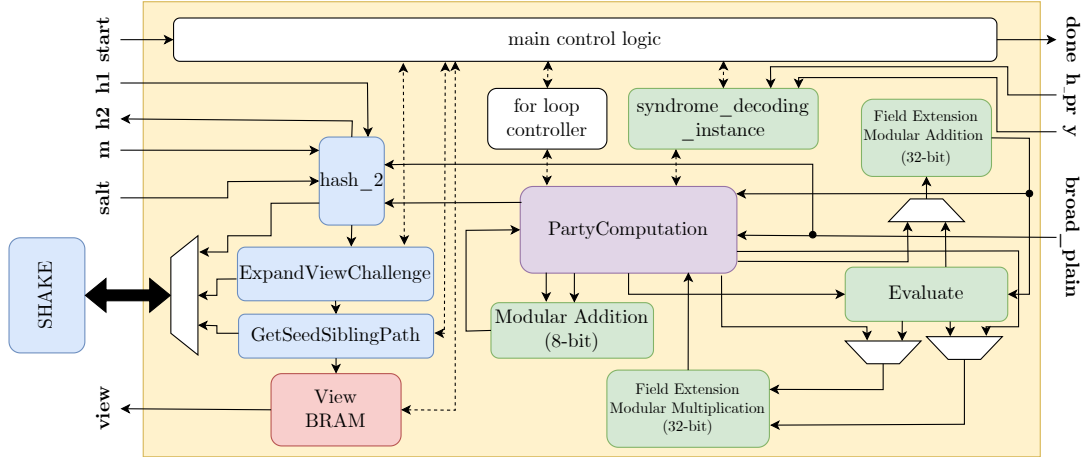 start
h1
h2
m
salt
SHAKE
view
main control logic
for loop
controller
syndrome_decoding
_instance
Field Extension
Modular Addition
(32-bit)
hash_2
PartyComputation
ExpandViewChallenge
GetSeedSiblingPath
View
BRAM
Modular Addition
(8-bit)
Evaluate
Field Extension
Modular Multiplication
(32-bit)
done
h_pr
y
broad_plain